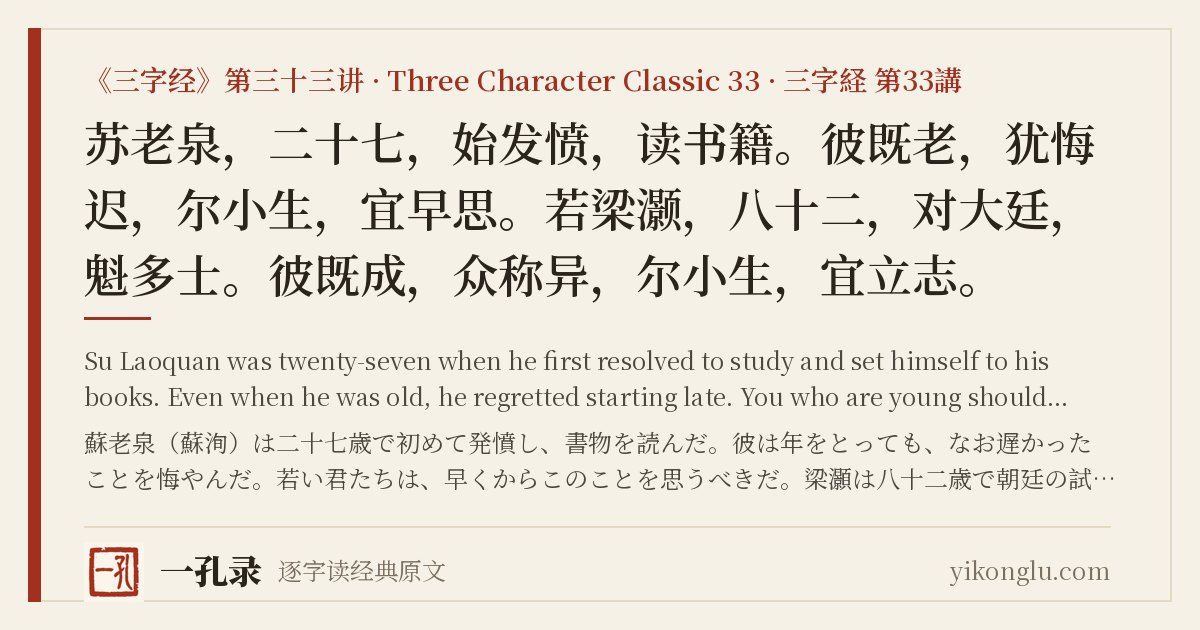 《三字经》第三十三讲 · Three Character Classic 33 · 三字経 第33講
苏老泉，二十七，始发愤，读书籍。彼既老，犹悔
迟，尔小生，宜早思。若梁灏，八十二，对大廷，
魁多士。彼既成，众称异，尔小生，宜立志。
Su Laoquan was twenty-seven when he first resolved to study and set himself to his
books. Even when he was old, he regretted starting late. You who are young should...
蘇老泉（蘇洵）は二十七歳で初めて発憤し、書物を読んだ。彼は年をとっても、なお遅かった
ことを悔やんだ。若い君たちは、早くからこのことを思うべきだ。梁灝は八十二歳で朝廷の試…
一孔
一孔录 逐字读经典原文
yikonglu.com